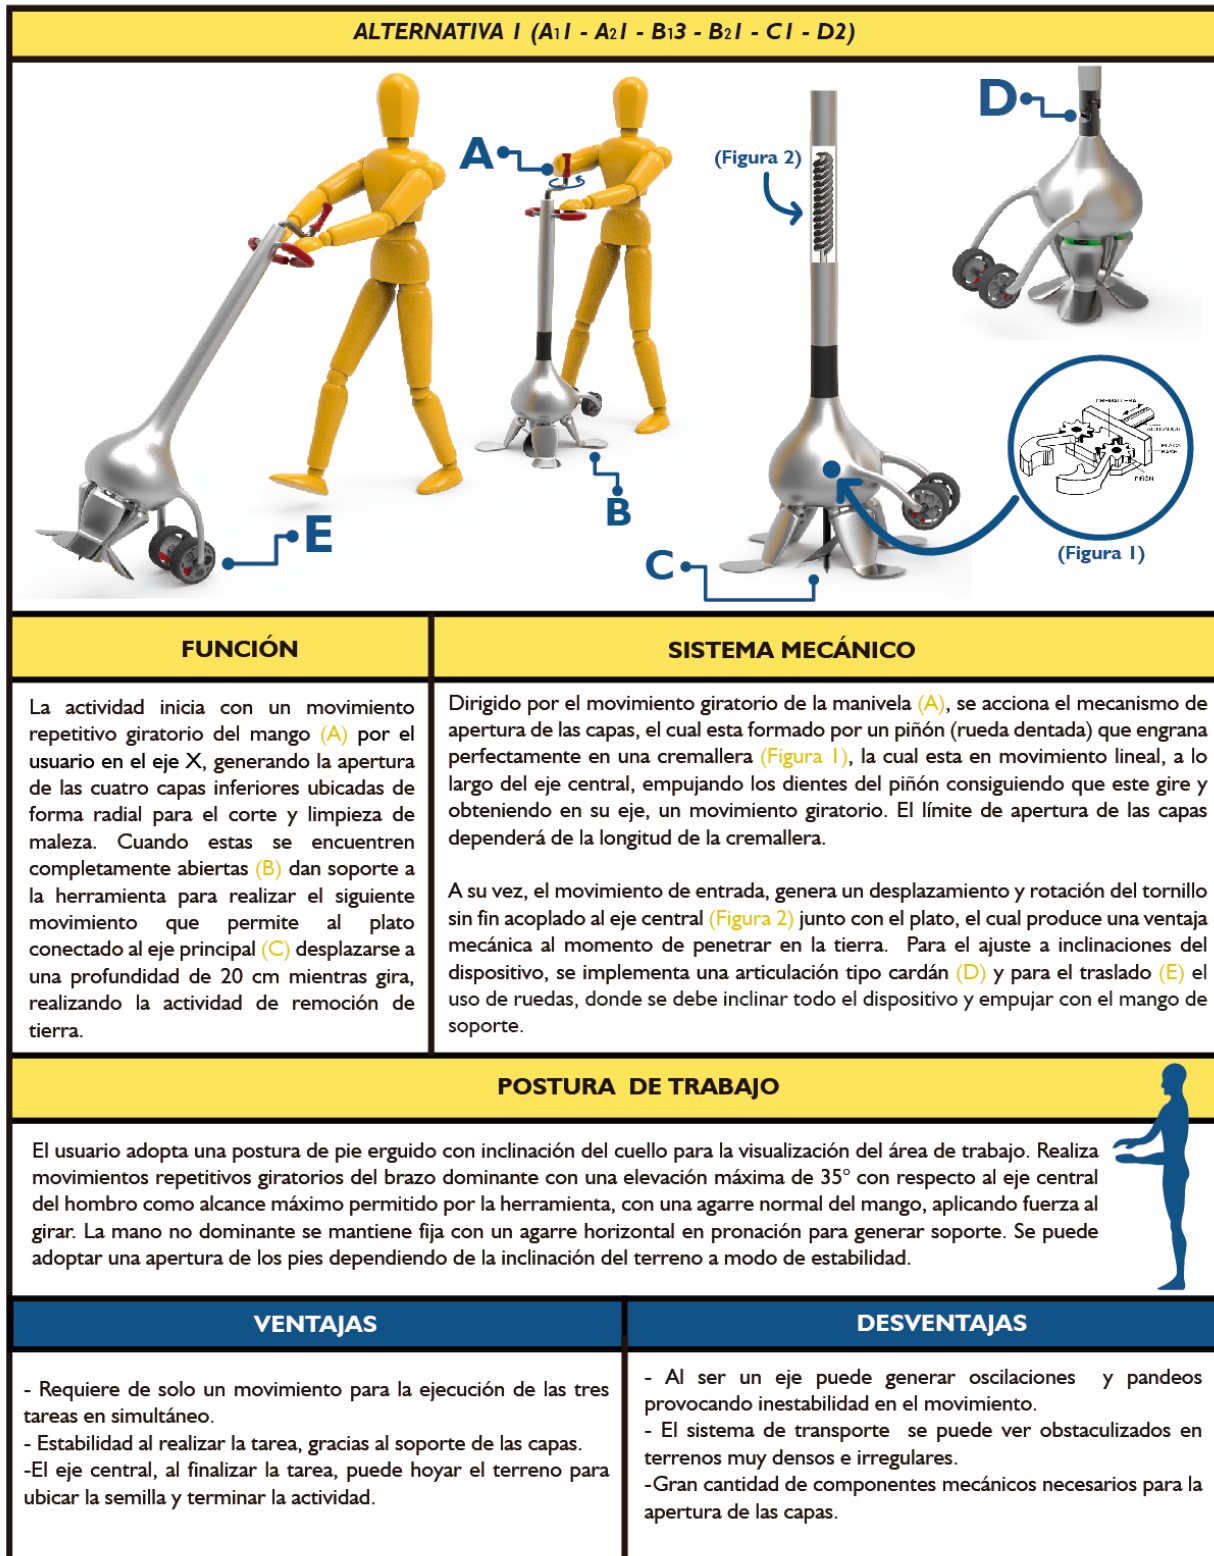 ALTERNATIVA 1 (A11 - A21 - B13 - B21 - C1 - D2)
A
(Figura 2)
D
B
E
C
CREMALLERA
PLACA
BASE
PIÑÓN
(Figura 1)
FUNCIÓN
La actividad inicia con un movimiento
repetitivo giratorio del mango (A) por el
usuario en el eje X, generando la apertura
de las cuatro capas inferiores ubicadas de
forma radial para el corte y limpieza de
maleza. Cuando estas se encuentren
completamente abiertas (B) dan soporte a
la herramienta para realizar el siguiente
movimiento que permite al plato
conectado al eje principal (C) desplazarse a
una profundidad de 20 cm mientras gira,
realizando la actividad de remoción de
tierra.
SISTEMA MECÁNICO
Dirigido por el movimiento giratorio de la manivela (A), se acciona el mecanismo de
apertura de las capas, el cual esta formado por un piñón (rueda dentada) que engrana
perfectamente en una cremallera (Figura 1), la cual esta en movimiento lineal, a lo
largo del eje central, empujando los dientes del piñón consiguiendo que este gire y
obteniendo en su eje, un movimiento giratorio. El límite de apertura de las capas
dependerá de la longitud de la cremallera.
A su vez, el movimiento de entrada, genera un desplazamiento y rotación del tornillo
sin fin acoplado al eje central (Figura 2) junto con el plato, el cual produce una ventaja
mecánica al momento de penetrar en la tierra. Para el ajuste a inclinaciones del
dispositivo, se implementa una articulación tipo cardán (D) y para el traslado (E) el
uso de ruedas, donde se debe inclinar todo el dispositivo y empujar con el mango de
soporte.
POSTURA DE TRABAJO
El usuario adopta una postura de pie erguido con inclinación del cuello para la visualización del área de trabajo. Realiza
movimientos repetitivos giratorios del brazo dominante con una elevación máxima de 35° con respecto al eje central
del hombro como alcance máximo permitido por la herramienta, con una agarre normal del mango, aplicando fuerza al
girar. La mano no dominante se mantiene fija con un agarre horizontal en pronación para generar soporte. Se puede
adoptar una apertura de los pies dependiendo de la inclinación del terreno a modo de estabilidad.
VENTAJAS
- Requiere de solo un movimiento para la ejecución de las tres
tareas en simultáneo.
- Estabilidad al realizar la tarea, gracias al soporte de las capas.
-El eje central, al finalizar la tarea, puede hoyar el terreno para
ubicar la semilla y terminar la actividad.
DESVENTAJAS
- Al ser un eje puede generar oscilaciones y pandeos
provocando inestabilidad en el movimiento.
- El sistema de transporte se puede ver obstaculizados en
terrenos muy densos e irregulares.
-Gran cantidad de componentes mecánicos necesarios para la
apertura de las capas.